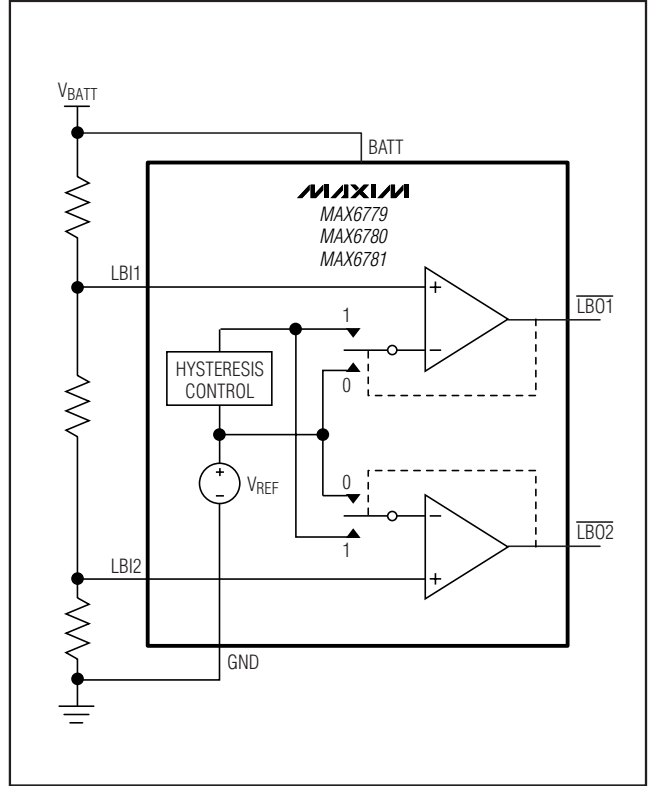 VBATT
BATT
MAXIM
MAX6779
MAX6780
MAX6781
LBI1
+
LBO1
1
HYSTERESIS
CONTROL
−
0
+
−
VREF
0
−
LBO2
1
LBI2
+
GND